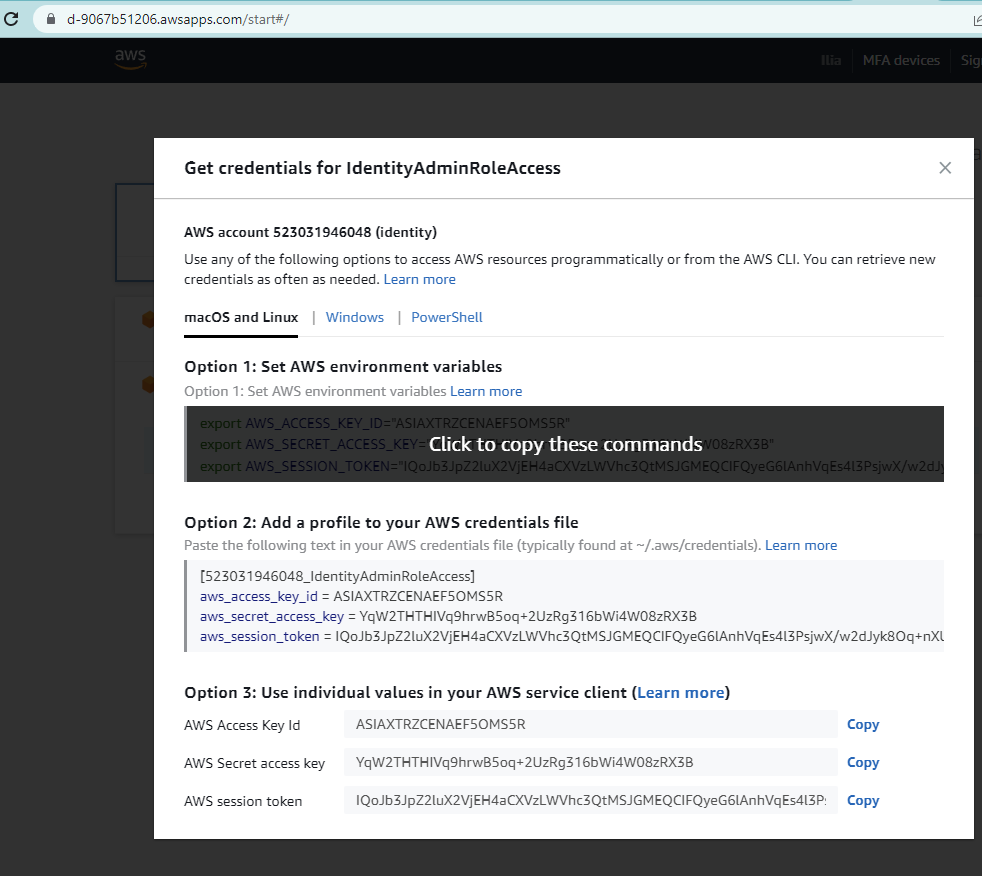 d-9067b51206.awsapps.com/start#/
aws
Ilia
MFA devices
Get credentials for IdentityAdminRoleAccess
AWS account 523031946048 (identity)
Use any of the following options to access AWS resources programmatically or from the AWS CLI. You can retrieve new
credentials as often as needed. Learn more
macOS and Linux | Windows | PowerShell
Option 1: Set AWS environment variables
Option 1: Set AWS environment variables Learn more
export AWS_ACCESS_KEY_ID="ASIAXTRZCENAEF5OMS5R"
export AWS_SECRET_ACCESS_KEY=
Click to copy these commands
export AWS_SESSION_TOKEN=
Option 2: Add a profile to your AWS credentials file
Paste the following text in your AWS credentials file (typically found at ~/.aws/credentials). Learn more
[523031946048_IdentityAdminRoleAccess]
aws_access_key_id = ASIAXTRZCENAEF5OMS5R
aws_secret_access_key = YqW2THTHIVq9hrwB5oq+2UzRg316bWi4W08zRX3B
aws_session_token = IQoJb3JpZ2luX2VjEH4aCXVzLWVhc3QtMSJGMEQCIFQyeG6lAnhVqEs4l3PsjwX/w2dJyk8Oq+nXU
Option 3: Use individual values in your AWS service client (Learn more)
AWS Access Key Id ASIAXTRZCENAEF5OMS5R Copy
AWS Secret access key YqW2THTHIVq9hrwB5oq+2UzRg316bWi4W08zRX3B Copy
AWS session token IQoJb3JpZ2luX2VjEH4aCXVzLWVhc3QtMSJGMEQCIFQyeG6lAnhVqEs4l3P Copy